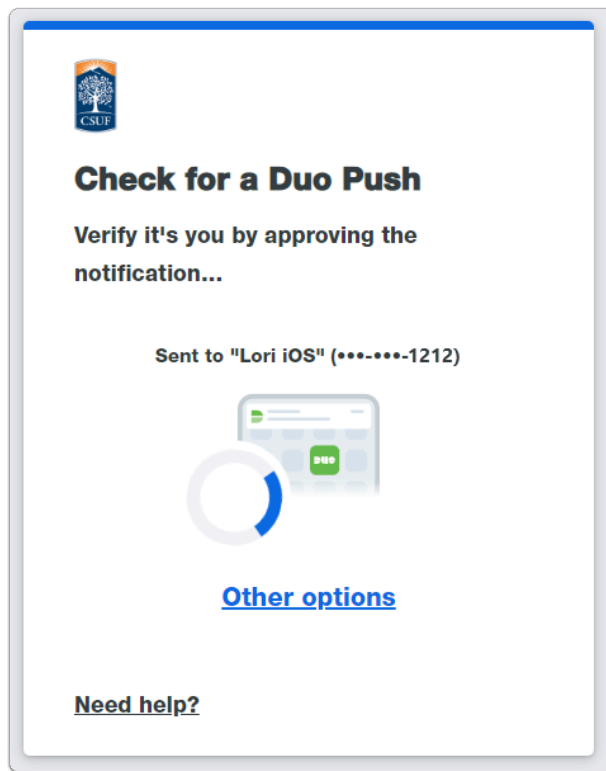 CSUF
Check for a Duo Push
Verify it's you by approving the
notification...
Sent to "Lori iOS" (•••-•••-1212)
DUO
Other options
Need help?